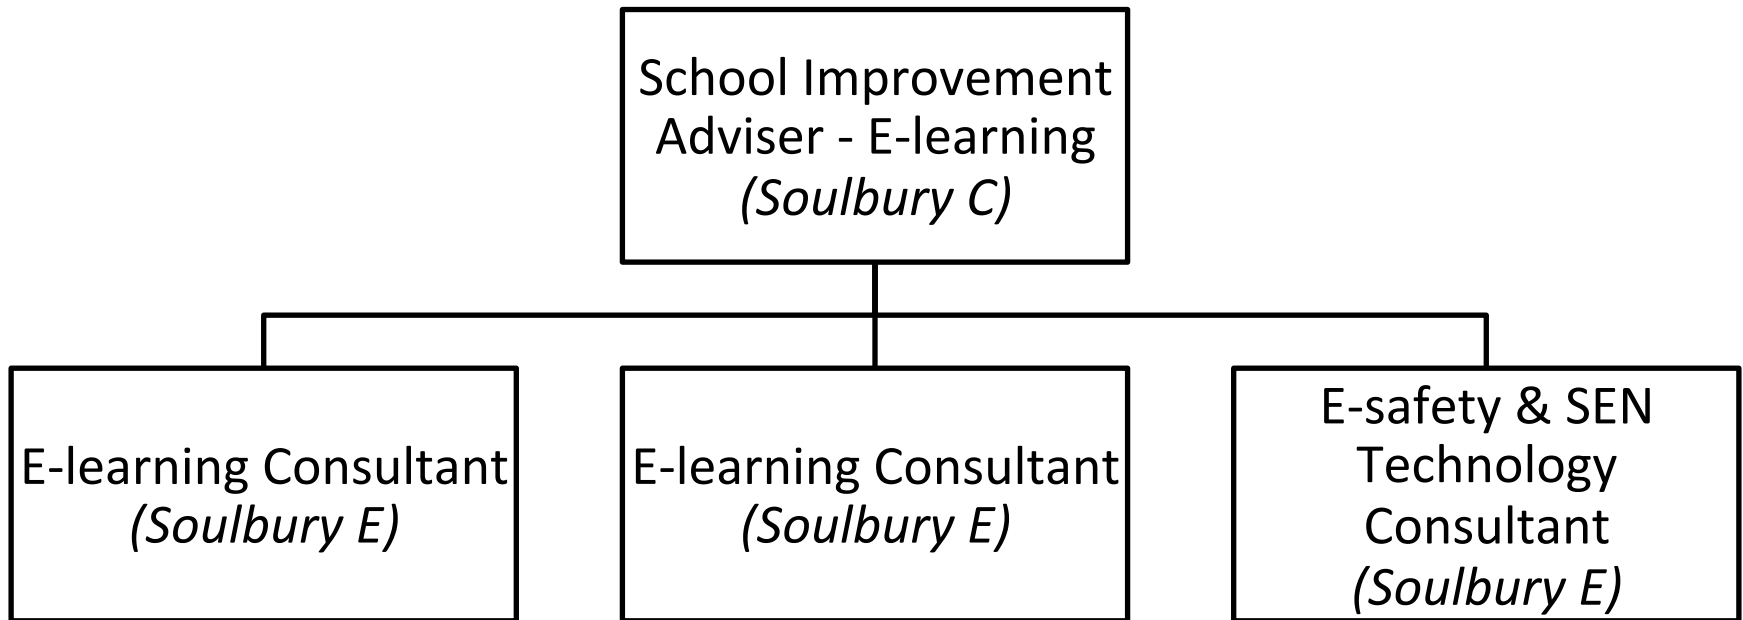 School Improvement
Adviser - E-learning
(Soulbury C)
E-learning Consultant
(Soulbury E)
E-learning Consultant
(Soulbury E)
E-safety & SEN
Technology
Consultant
(Soulbury E)